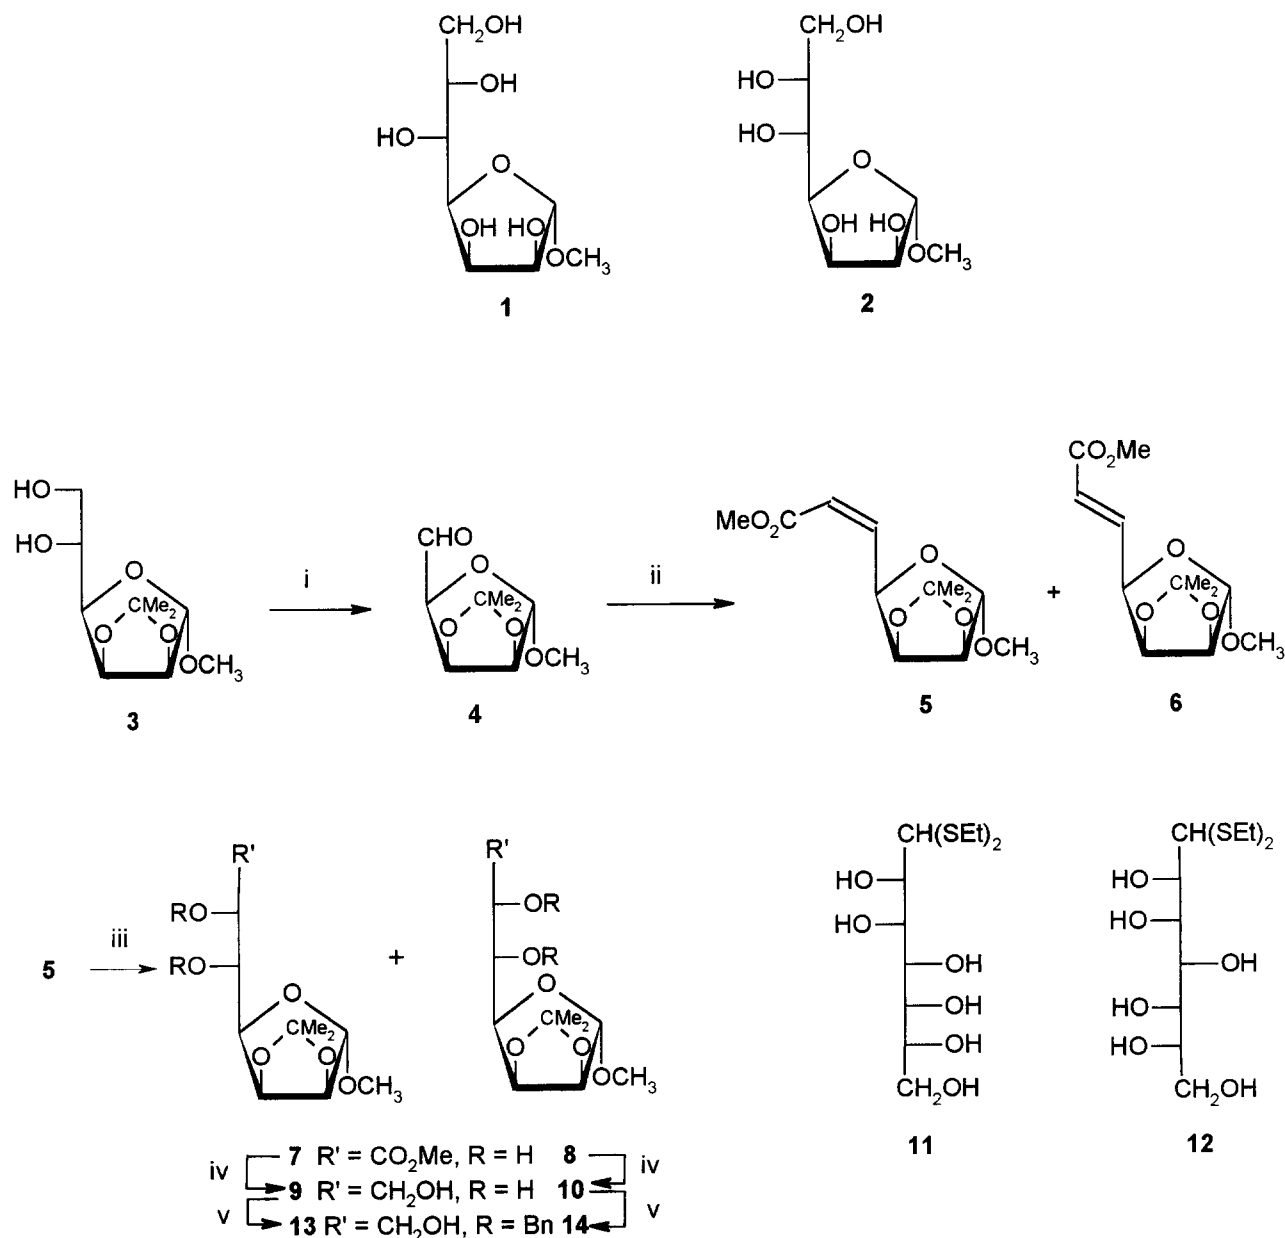 CH2OH CH2OH
OH HO
HO HO
O O
OH HO OH HO
OCH3 OCH3
1 2
CO2Me
HO
HO CHO MeO2C
O i O ii O + O
CMe2 CMe2 CMe2 CMe2
O O O O O O O O
OCH3 OCH3 OCH3 OCH3
3 4 5 6
R' R' CH(SEt)2 CH(SEt)2
RO OR HO HO
5 iii RO + OR HO HO
O O OH OH
CMe2 CMe2 OH HO
O O O O OH HO
OCH3 OCH3 CH2OH CH2OH
11 12
iv 7 R' = CO2Me, R = H 8 iv
9 R' = CH2OH, R = H 10
v 13 R' = CH2OH, R = Bn 14 v